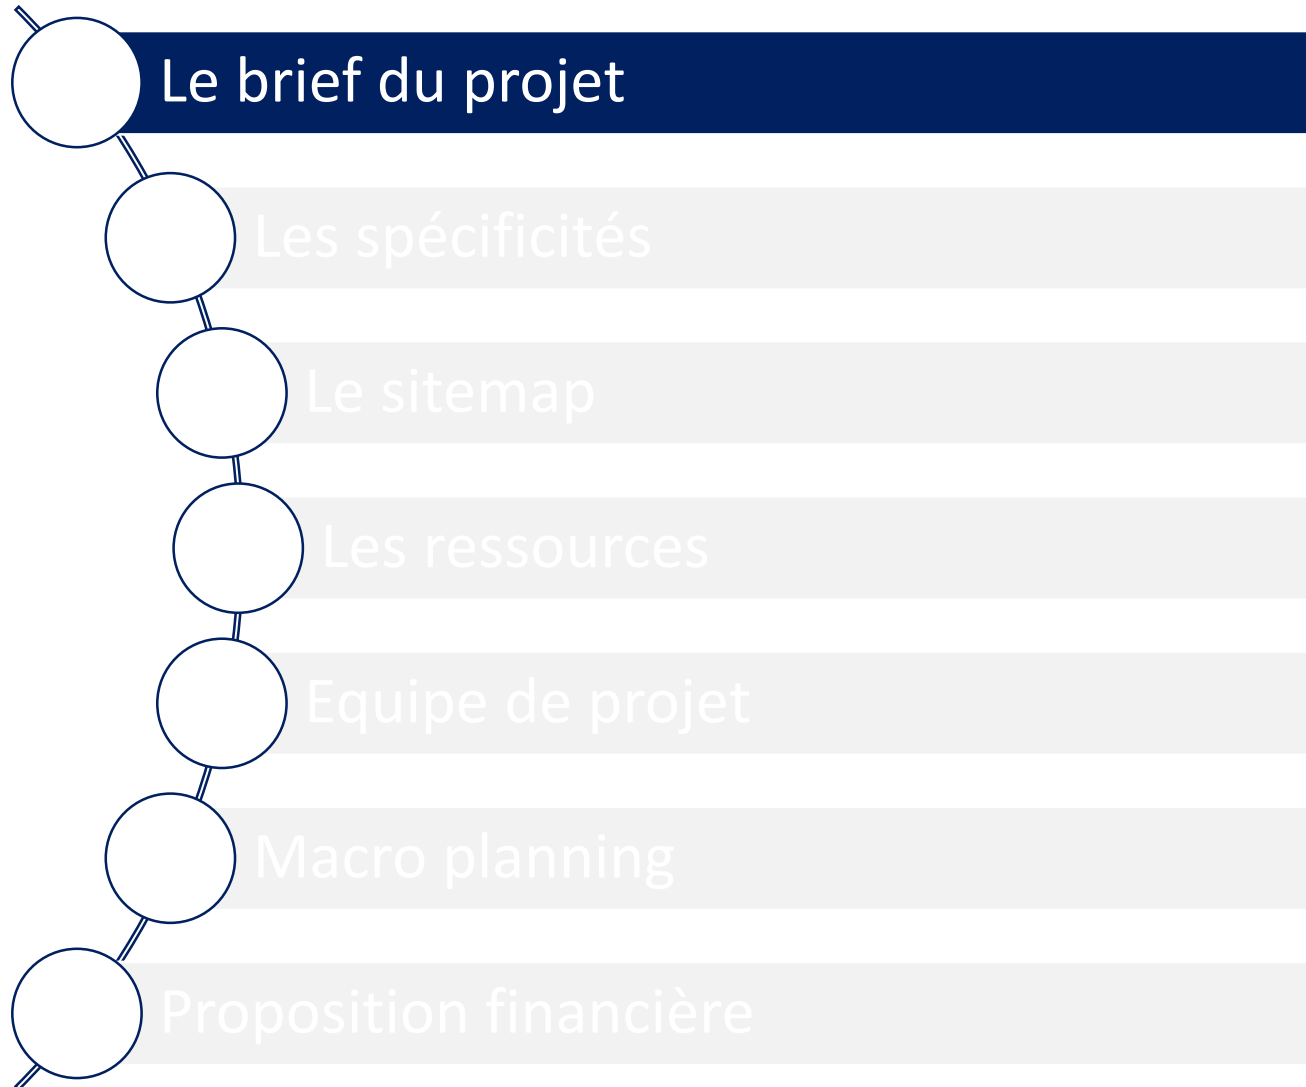 Le brief du projet
Les spécificités
Le sitemap
Les ressources
Equipe de projet
Macro planning
Proposition financière